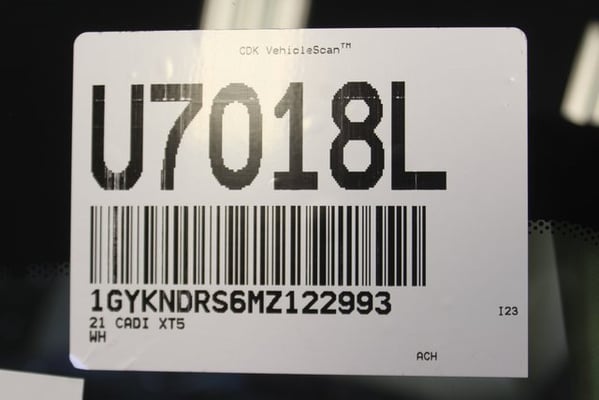 CDK VehicleScan™
U7018L
1GYKNDRS6MZ122993
I23
21 CADI XT5
WH
ACH